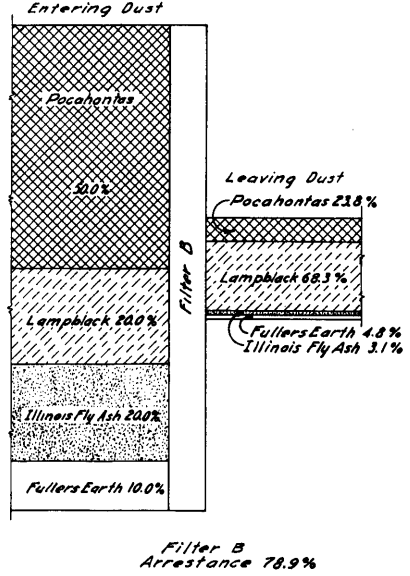 Entering Dust
Pocahontas
50.0%
Lampblack 20.0%
Illinois Fly Ash 20.0%
Fullers Earth 10.0%
Filter B
Leaving Dust
Pocahontas 23.8%
Lampblack 68.3%
Fullers Earth 4.8%
Illinois Fly Ash 3.1%
Filter B
Arrestance 78.9%